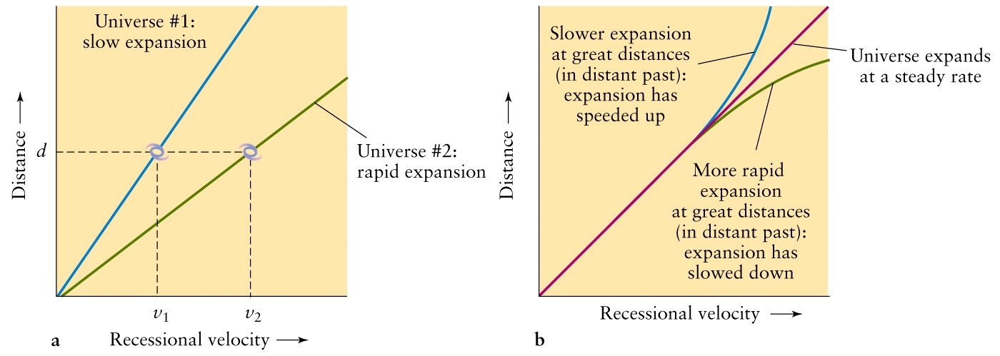 Universe #1:
slow expansion
Distance
d
Universe #2:
rapid expansion
v1
v2
a
Recessional velocity
Slower expansion
at great distances
(in distant past):
expansion has
speeded up
Universe expands
at a steady rate
Distance
More rapid
expansion
at great distances
(in distant past):
expansion has
slowed down
Recessional velocity
b